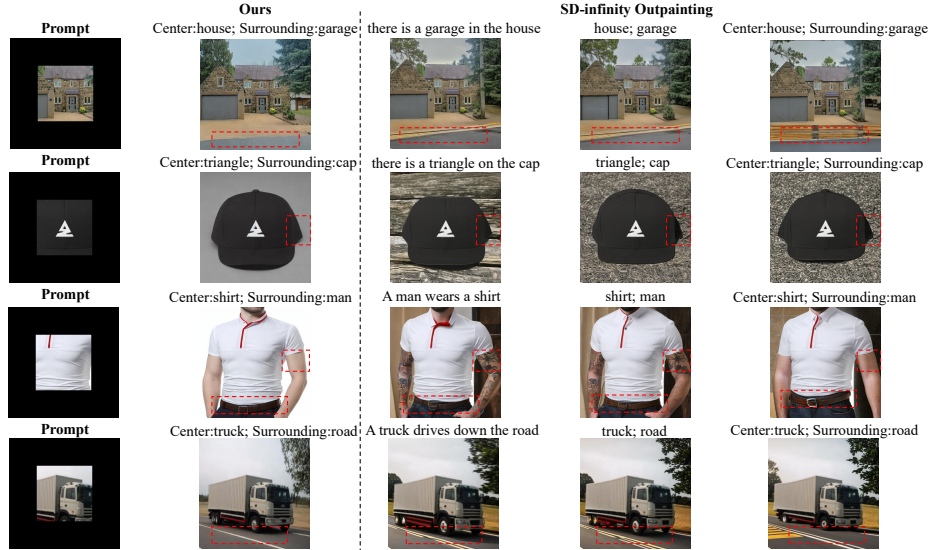 Ours SD-infinity Outpainting
Prompt Center:house; Surrounding:garage there is a garage in the house house; garage Center:house; Surrounding:garage
Prompt Center:triangle; Surrounding:cap there is a triangle on the cap triangle; cap Center:triangle; Surrounding:cap
Prompt Center:shirt; Surrounding:man A man wears a shirt shirt; man Center:shirt; Surrounding:man
Prompt Center:truck; Surrounding:road A truck drives down the road truck; road Center:truck; Surrounding:road